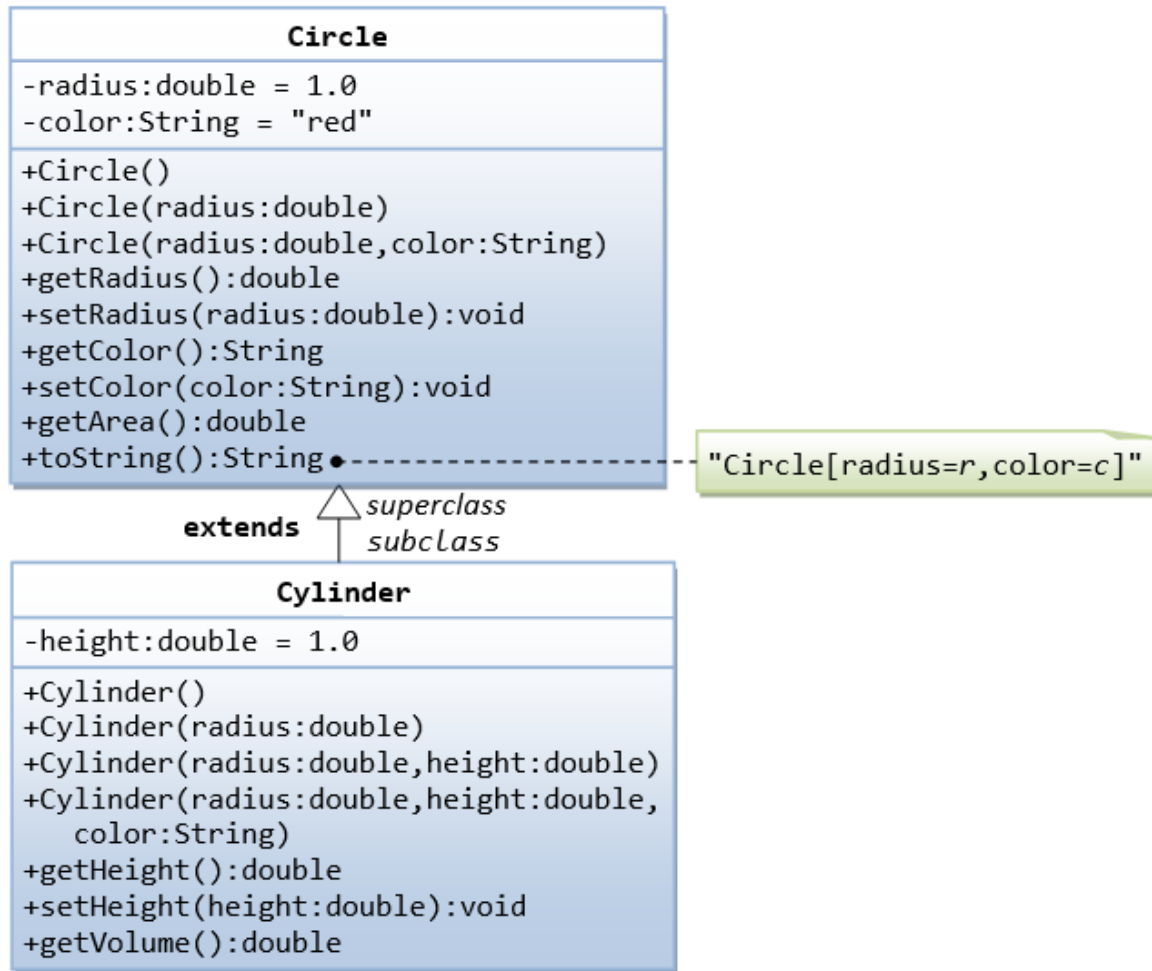 Circle
-radius:double = 1.0
-color:String = "red"
+Circle()
+Circle(radius:double)
+Circle(radius:double,color:String)
+getRadius():double
+setRadius(radius:double):void
+getColor():String
+setColor(color:String):void
+getArea():double
+toString():String
"Circle[radius=r,color=c]"
superclass
extends
subclass
Cylinder
-height:double = 1.0
+Cylinder()
+Cylinder(radius:double)
+Cylinder(radius:double,height:double)
+Cylinder(radius:double,height:double,
color:String)
+getHeight():double
+setHeight(height:double):void
+getVolume():double